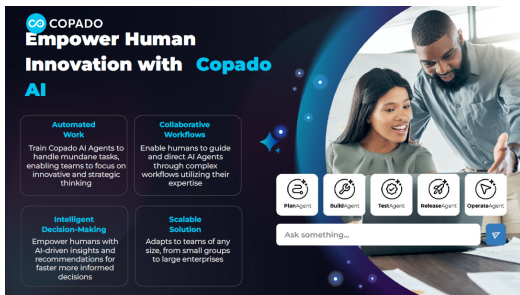 COPADO
Empower Human
Innovation with Copado
AI
Automated
Work
Train Copado AI Agents to
handle mundane tasks,
enabling teams to focus on
innovative and strategic
thinking
Collaborative
Workflows
Enable humans to guide
and direct AI Agents
through complex
workflows utilizing their
expertise
Intelligent
Decision-Making
Empower humans with
AI-driven insights and
recommendations for
faster more informed
decisions
Scalable
Solution
Adapts to teams of any
size, from small groups
to large enterprises
PlanAgent
BuildAgent
TestAgent
ReleaseAgent
OperateAgent
Ask something...